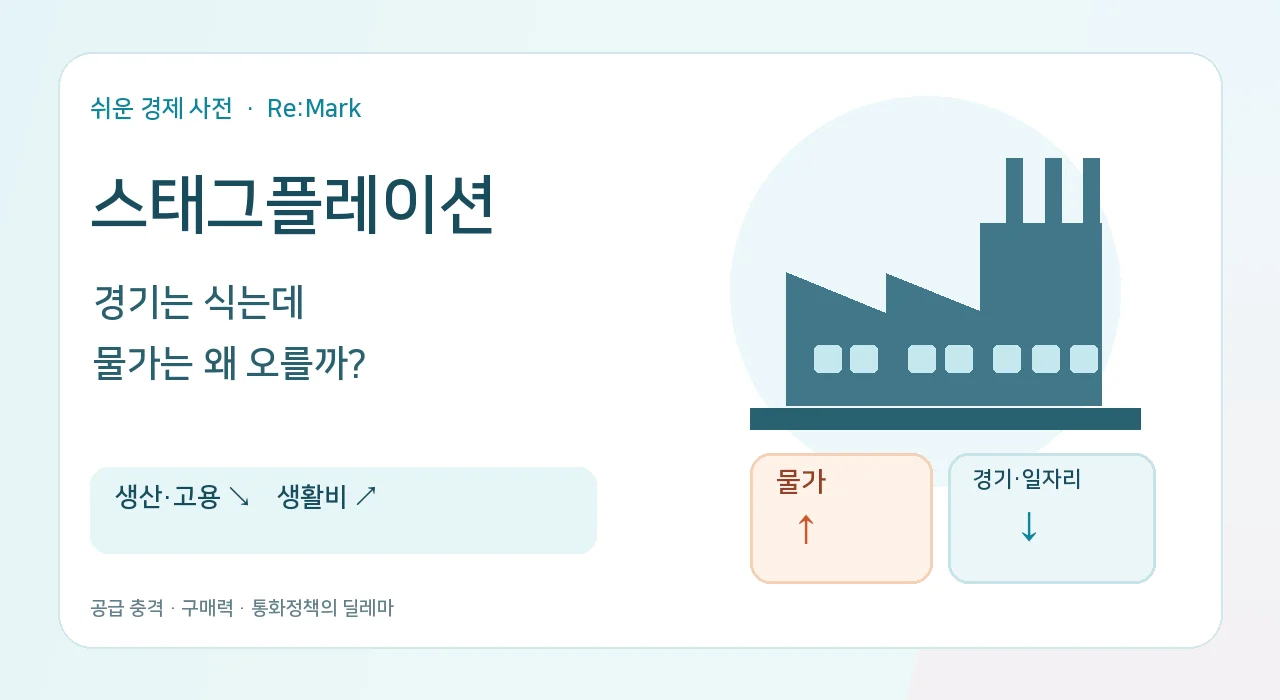 쉬운 경제 사전 · Re:Mark
스태그플레이션
경기는 식는데
물가는 왜 오를까?
생산·고용 ↘ 생활비 ↗
공급 충격 · 구매력 · 통화정책의 딜레마
물가
↑
경기·일자리
↓